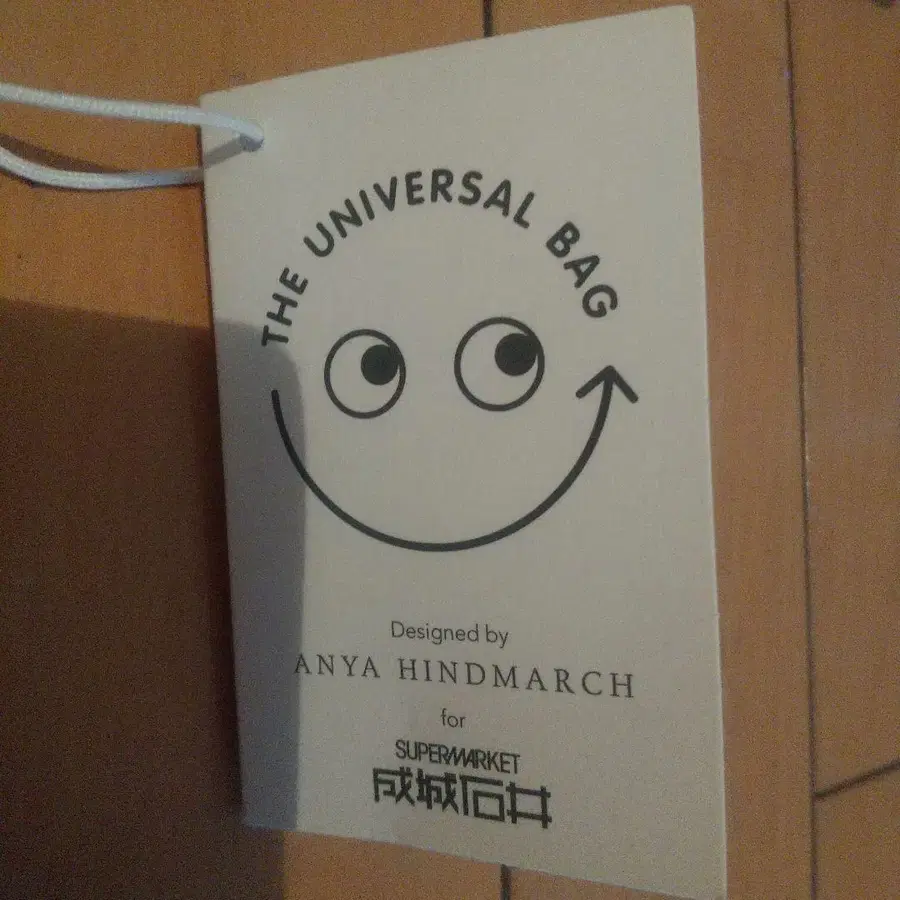 THE UNIVERSAL BAG
Designed by
ANYA HINDMARCH
for
SUPERMARKET
成城石井